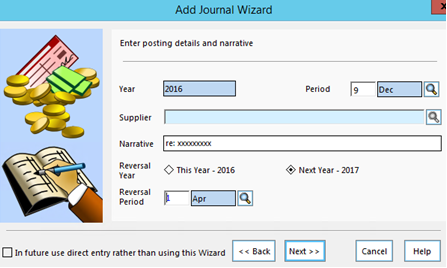 Add Journal Wizard
Enter posting details and narrative
Year 2016 Period 9 Dec
Supplier
Narrative re: xxxxxxxxx
Reversal Year This Year - 2016 Next Year - 2017
Reversal Period 1 Apr
In future use direct entry rather than using this Wizard << Back Next >> Cancel Help